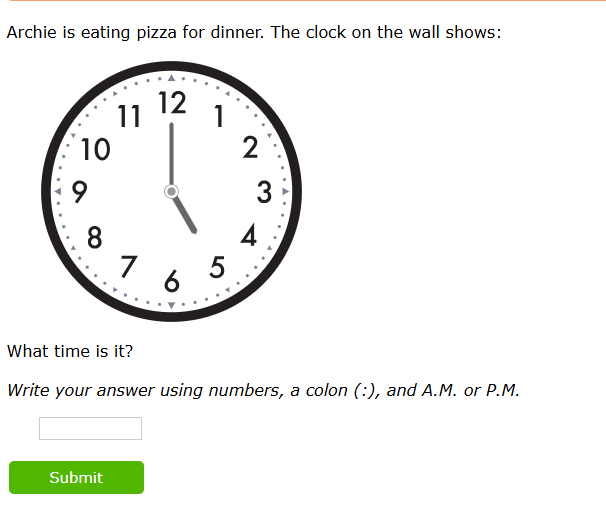 Archie is eating pizza for dinner. The clock on the wall shows:
12
11 1
10 2
9 3
8 4
7 5
6
What time is it?
Write your answer using numbers, a colon (:), and A.M. or P.M.
Submit